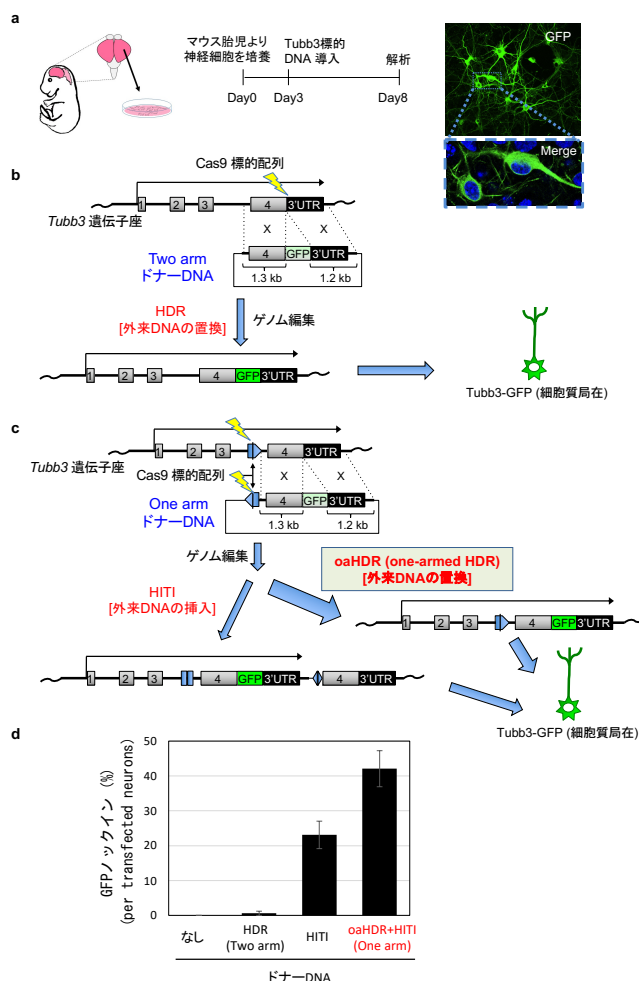 a
マウス胎児より
神経細胞を培養
Tubb3標的
DNA 導入
解析
Day0
Day3
Day8
GFP
Merge
b
Cas9 標的配列
1
2
3
4
3'UTR
Tubb3 遺伝子座
X
X
Two arm
ドナーDNA
4
GFP
3'UTR
1.3 kb
1.2 kb
HDR
[外来DNAの置換]
ゲノム編集
1
2
3
4
GFP
3'UTR
Tubb3-GFP (細胞質局在)
c
1
2
3
4
3'UTR
Tubb3 遺伝子座
Cas9 標的配列
X
X
One arm
ドナーDNA
4
GFP
3'UTR
1.3 kb
1.2 kb
ゲノム編集
oaHDR (one-armed HDR)
[外来DNAの置換]
HITI
[外来DNAの挿入]
1
2
3
4
GFP
3'UTR
1
2
3
4
GFP
3'UTR
4
3'UTR
Tubb3-GFP (細胞質局在)
d
GFPノックイン (%)
(per transfected neurons)
50
40
30
20
10
0
なし
HDR
(Two arm)
HITI
oaHDR+HITI
(One arm)
ドナーDNA